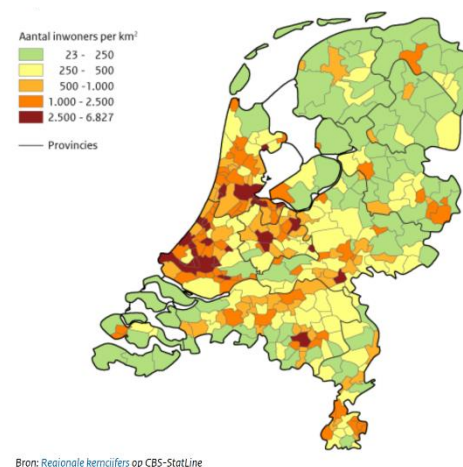 Aantal inwoners per km²
23 - 250
250 - 500
500 -1.000
1.000 - 2.500
2.500 - 6.827
Provincies
Bron: Regionale kerncijfers op CBS-StatLine